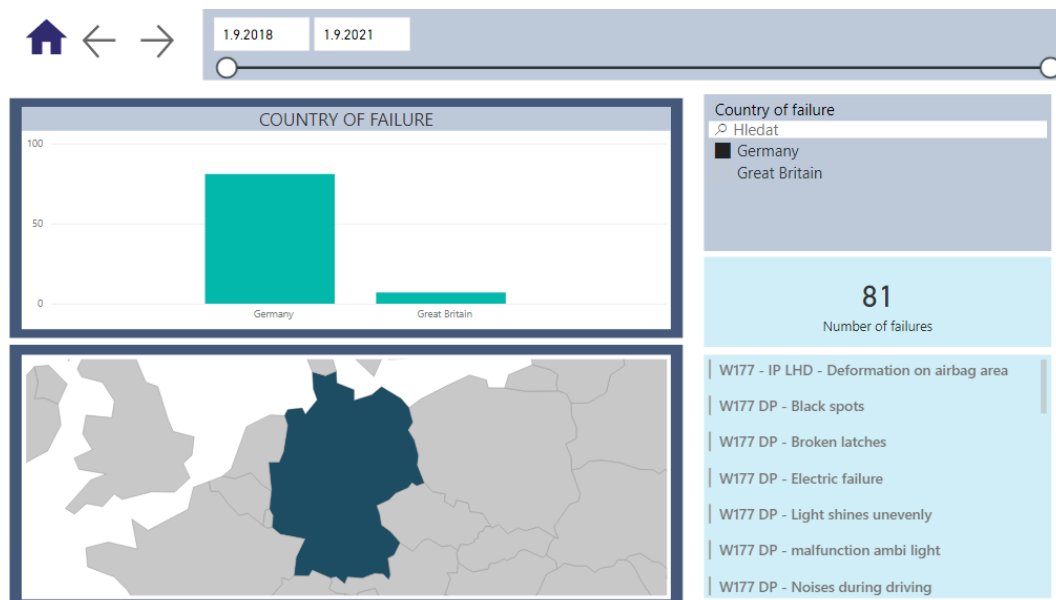 1.9.2018
1.9.2021
COUNTRY OF FAILURE
100
50
0
Germany
Great Britain
Country of failure
Hledat
Germany
Great Britain
81
Number of failures
W177 - IP LHD - Deformation on airbag area
W177 DP - Black spots
W177 DP - Broken latches
W177 DP - Electric failure
W177 DP - Light shines unevenly
W177 DP - malfunction ambi light
W177 DP - Noises during driving